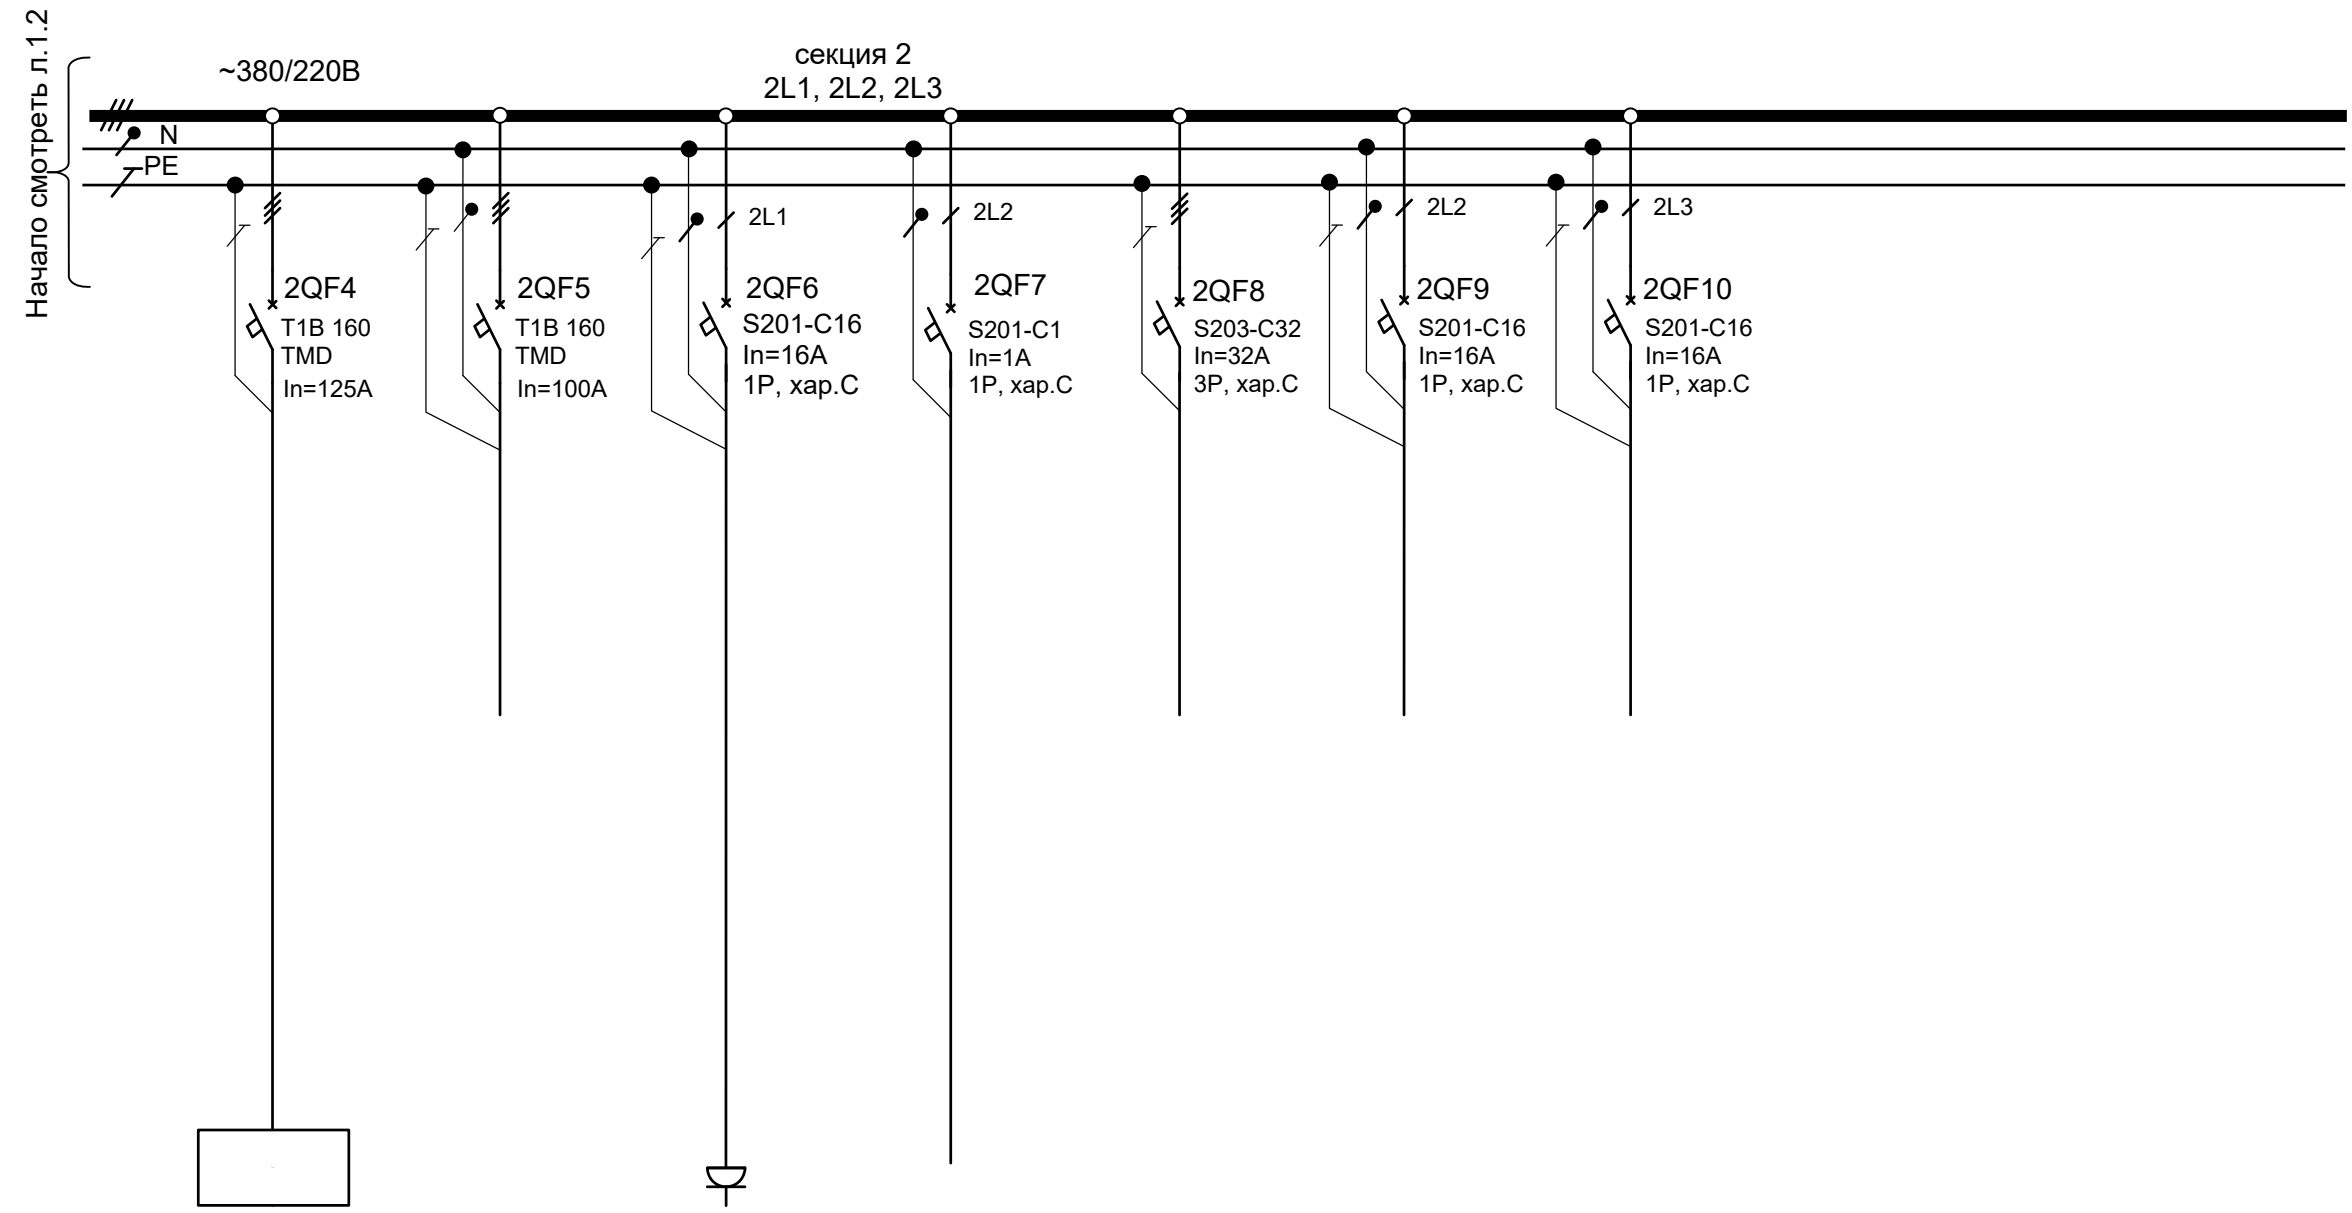 Начало смотреть л.1.2
~380/220В
секция 2
2L1, 2L2, 2L3
N
PE
2L1
2L2
2L2
2L3
2QF4
T1B 160
TMD
In=125A
2QF5
T1B 160
TMD
In=100A
2QF6
S201-C16
In=16A
1P, хар.C
2QF7
S201-C1
In=1A
1P, хар.C
2QF8
S203-C32
In=32A
3P, хар.C
2QF9
S201-C16
In=16A
1P, хар.C
2QF10
S201-C16
In=16A
1P, хар.C